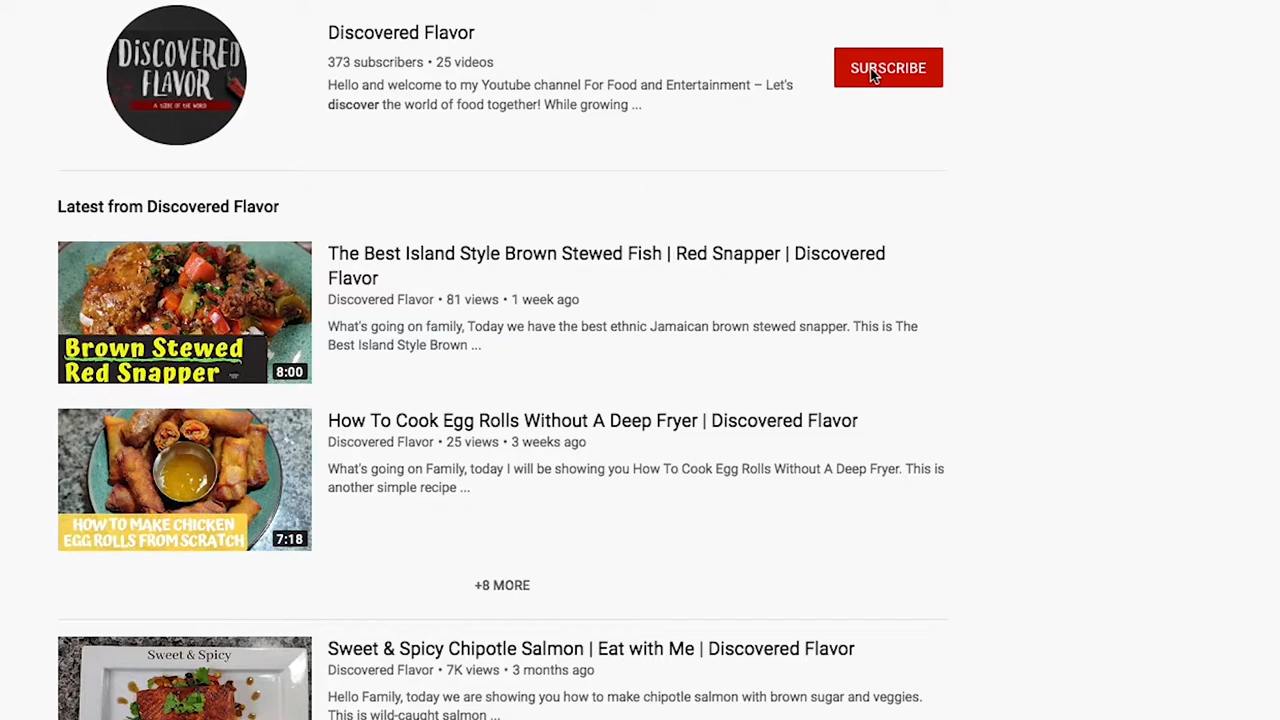 DISCOVERED
FLAVOR
A TASTE OF THE WORLD
Discovered Flavor
373 subscribers • 25 videos
Hello and welcome to my Youtube channel For Food and Entertainment – Let's
discover the world of food together! While growing ...
SUBSCRIBE
Latest from Discovered Flavor
Brown Stewed
Red Snapper
8:00
The Best Island Style Brown Stewed Fish | Red Snapper | Discovered
Flavor
Discovered Flavor • 81 views • 1 week ago
What's going on family, Today we have the best ethnic Jamaican brown stewed snapper. This is The
Best Island Style Brown ...
HOW TO MAKE CHICKEN
EGG ROLLS FROM SCRATCH
7:18
How To Cook Egg Rolls Without A Deep Fryer | Discovered Flavor
Discovered Flavor • 25 views • 3 weeks ago
What's going on Family, today I will be showing you How To Cook Egg Rolls Without A Deep Fryer. This is
another simple recipe ...
+8 MORE
Sweet & Spicy
Sweet & Spicy Chipotle Salmon | Eat with Me | Discovered Flavor
Discovered Flavor • 7K views • 3 months ago
Hello Family, today we are showing you how to make chipotle salmon with brown sugar and veggies.
This is wild-caught salmon ...